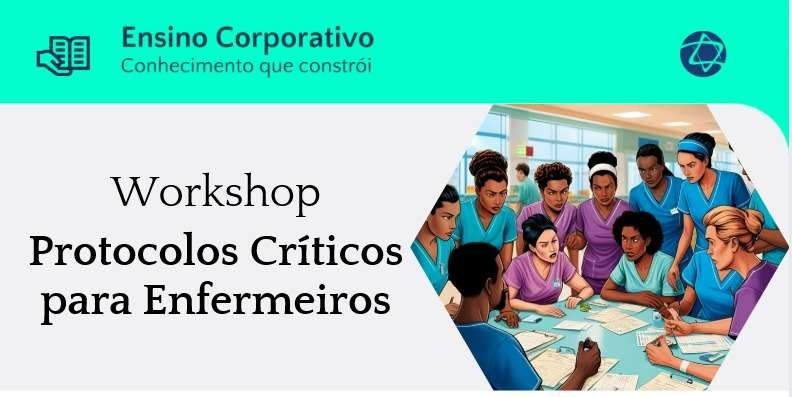 Ensino Corporativo
Conhecimento que constrói
Workshop
Protocolos Críticos
para Enfermeiros